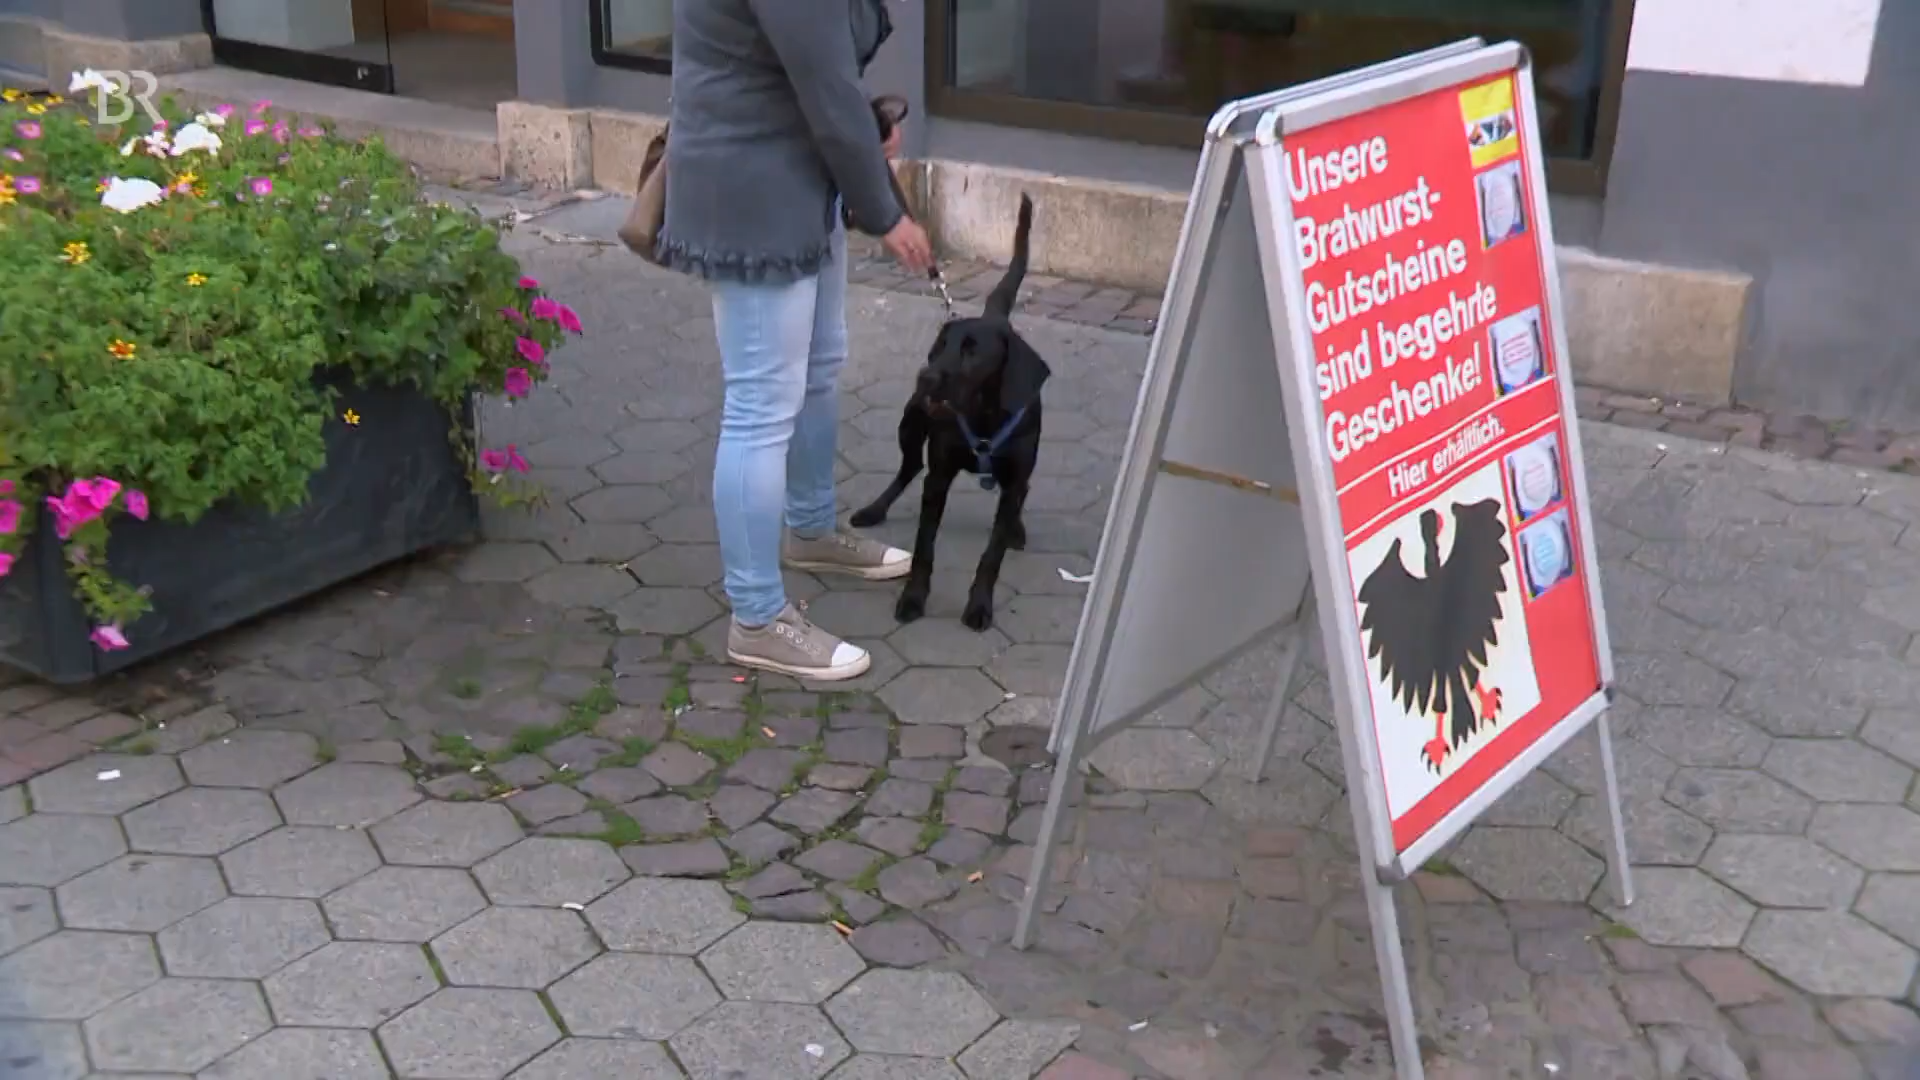 BR
Unsere
Bratwurst-
Gutscheine
sind begehrte
Geschenke!
Hier erhältlich.